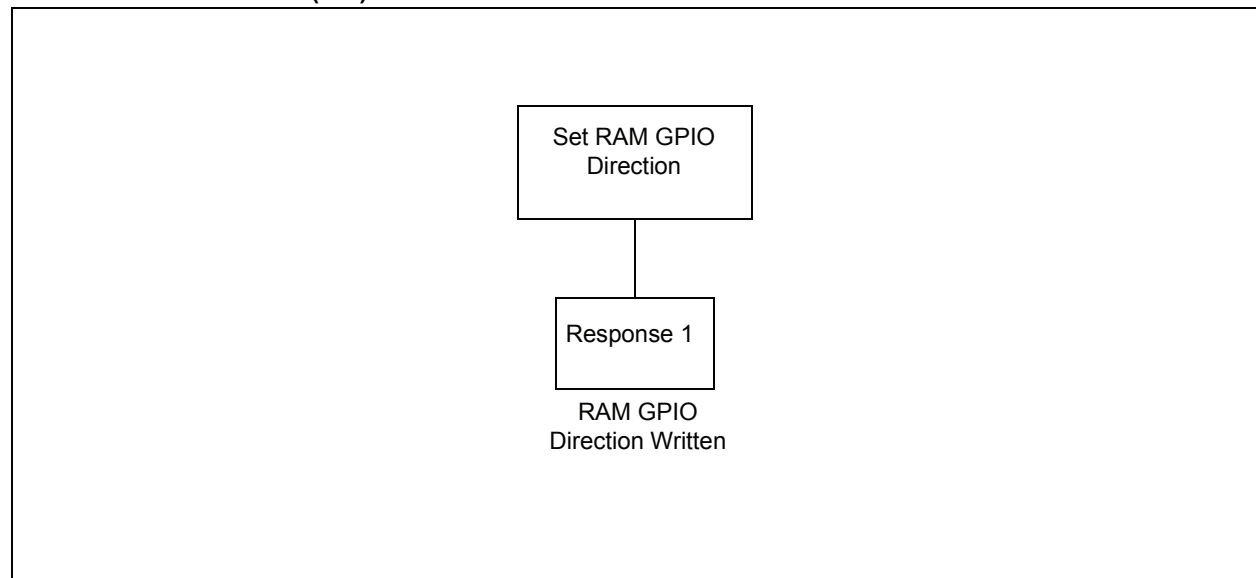 Set RAM GPIO
Direction
Response 1
RAM GPIO
Direction Written